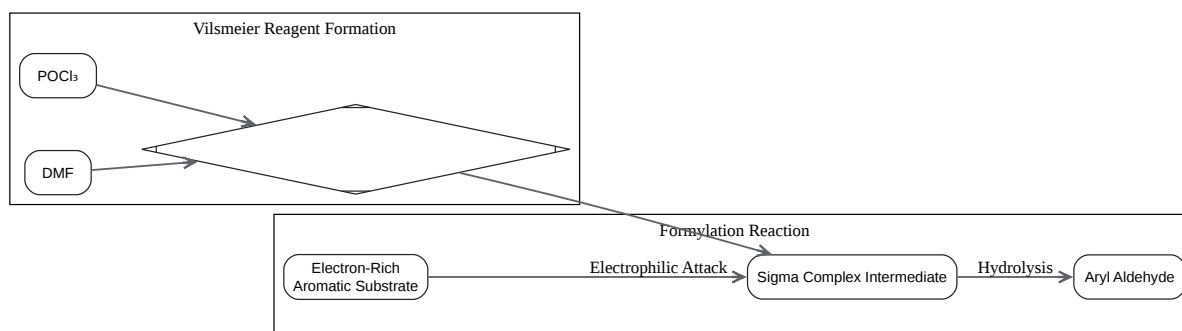 Vilsmeier Reagent Formation
POCl₃
DMF
Formylation Reaction
Electron-Rich
Aromatic Substrate
Electrophilic Attack
Sigma Complex Intermediate
Hydrolysis
Aryl Aldehyde